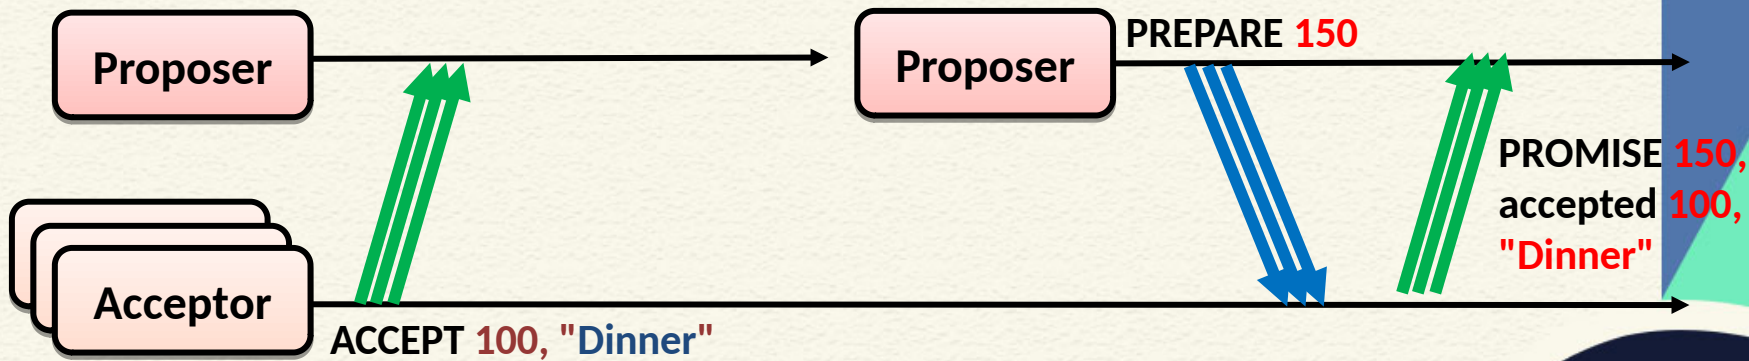 Proposer
Proposer
PREPARE 150
PROMISE 150,
accepted 100,
"Dinner"
Acceptor
ACCEPT 100, "Dinner"